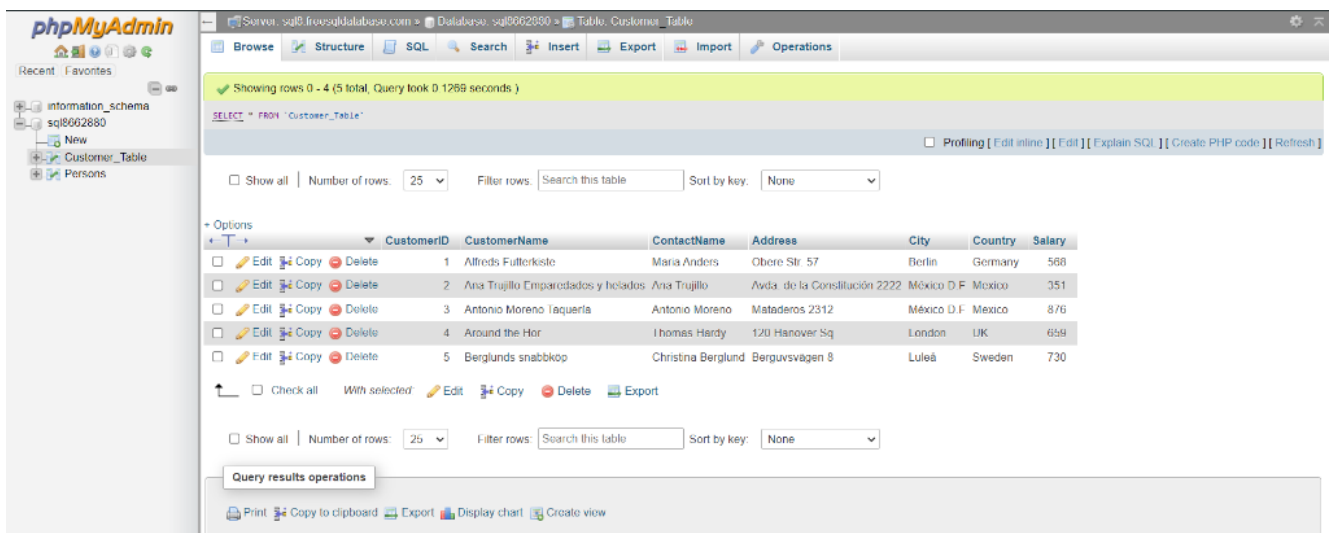 phpMyAdmin
Recent Favorites
information_schema
sql8662880
New
Customer_Table
Persons
Server: sql8.freesqldatabase.com » Database: sql8662880 » Table: Customer_Table
Browse Structure SQL Search Insert Export Import Operations
Showing rows 0 - 4 (5 total, Query took 0.1269 seconds.)
SELECT * FROM `Customer_Table`
Profiling [ Edit inline ] [ Edit ] [ Explain SQL ] [ Create PHP code ] [ Refresh ]
Show all | Number of rows: 25 Filter rows: Search this table Sort by key: None
+ Options
←T→ CustomerID CustomerName ContactName Address City Country Salary
Edit Copy Delete 1 Alfreds Futterkiste Maria Anders Obere Str. 57 Berlin Germany 568
Edit Copy Delete 2 Ana Trujillo Emparedados y helados Ana Trujillo Avda. de la Constitución 2222 México D.F Mexico 351
Edit Copy Delete 3 Antonio Moreno Taquería Antonio Moreno Mataderos 2312 México D.F Mexico 876
Edit Copy Delete 4 Around the Hor Thomas Hardy 120 Hanover Sq London UK 659
Edit Copy Delete 5 Berglunds snabbköp Christina Berglund Berguvsvägen 8 Luleå Sweden 730
Check all With selected: Edit Copy Delete Export
Show all | Number of rows: 25 Filter rows: Search this table Sort by key: None
Query results operations
Print Copy to clipboard Export Display chart Create view